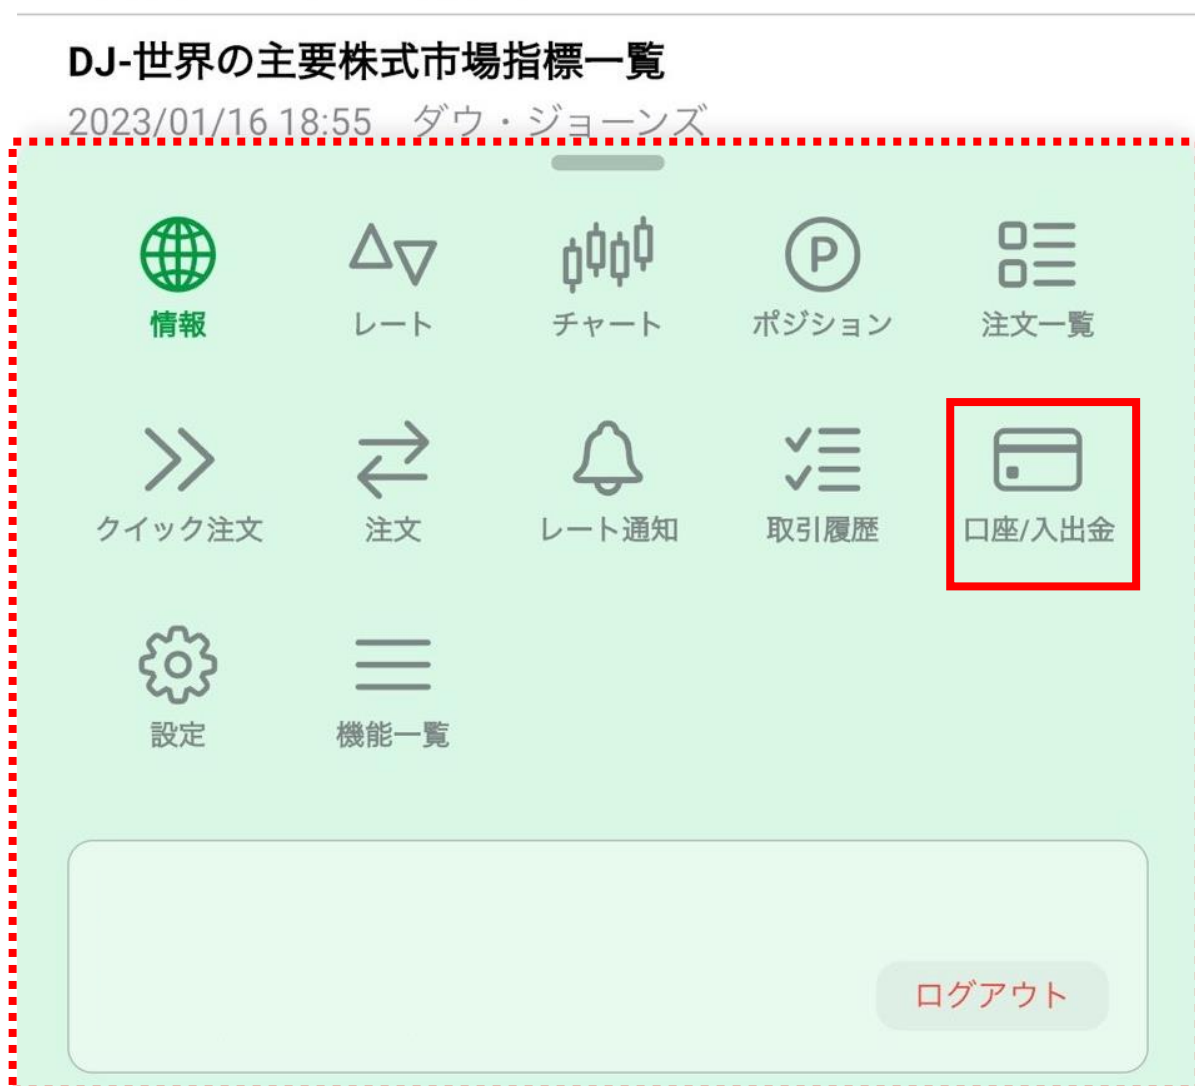 DJ-世界の主要株式市場指標一覧
2023/01/16 18:55　ダウ・ジョーンズ
情報 レート チャート P ポジション 注文一覧
クイック注文 注文 レート通知 取引履歴 口座/入出金
設定 機能一覧
ログアウト